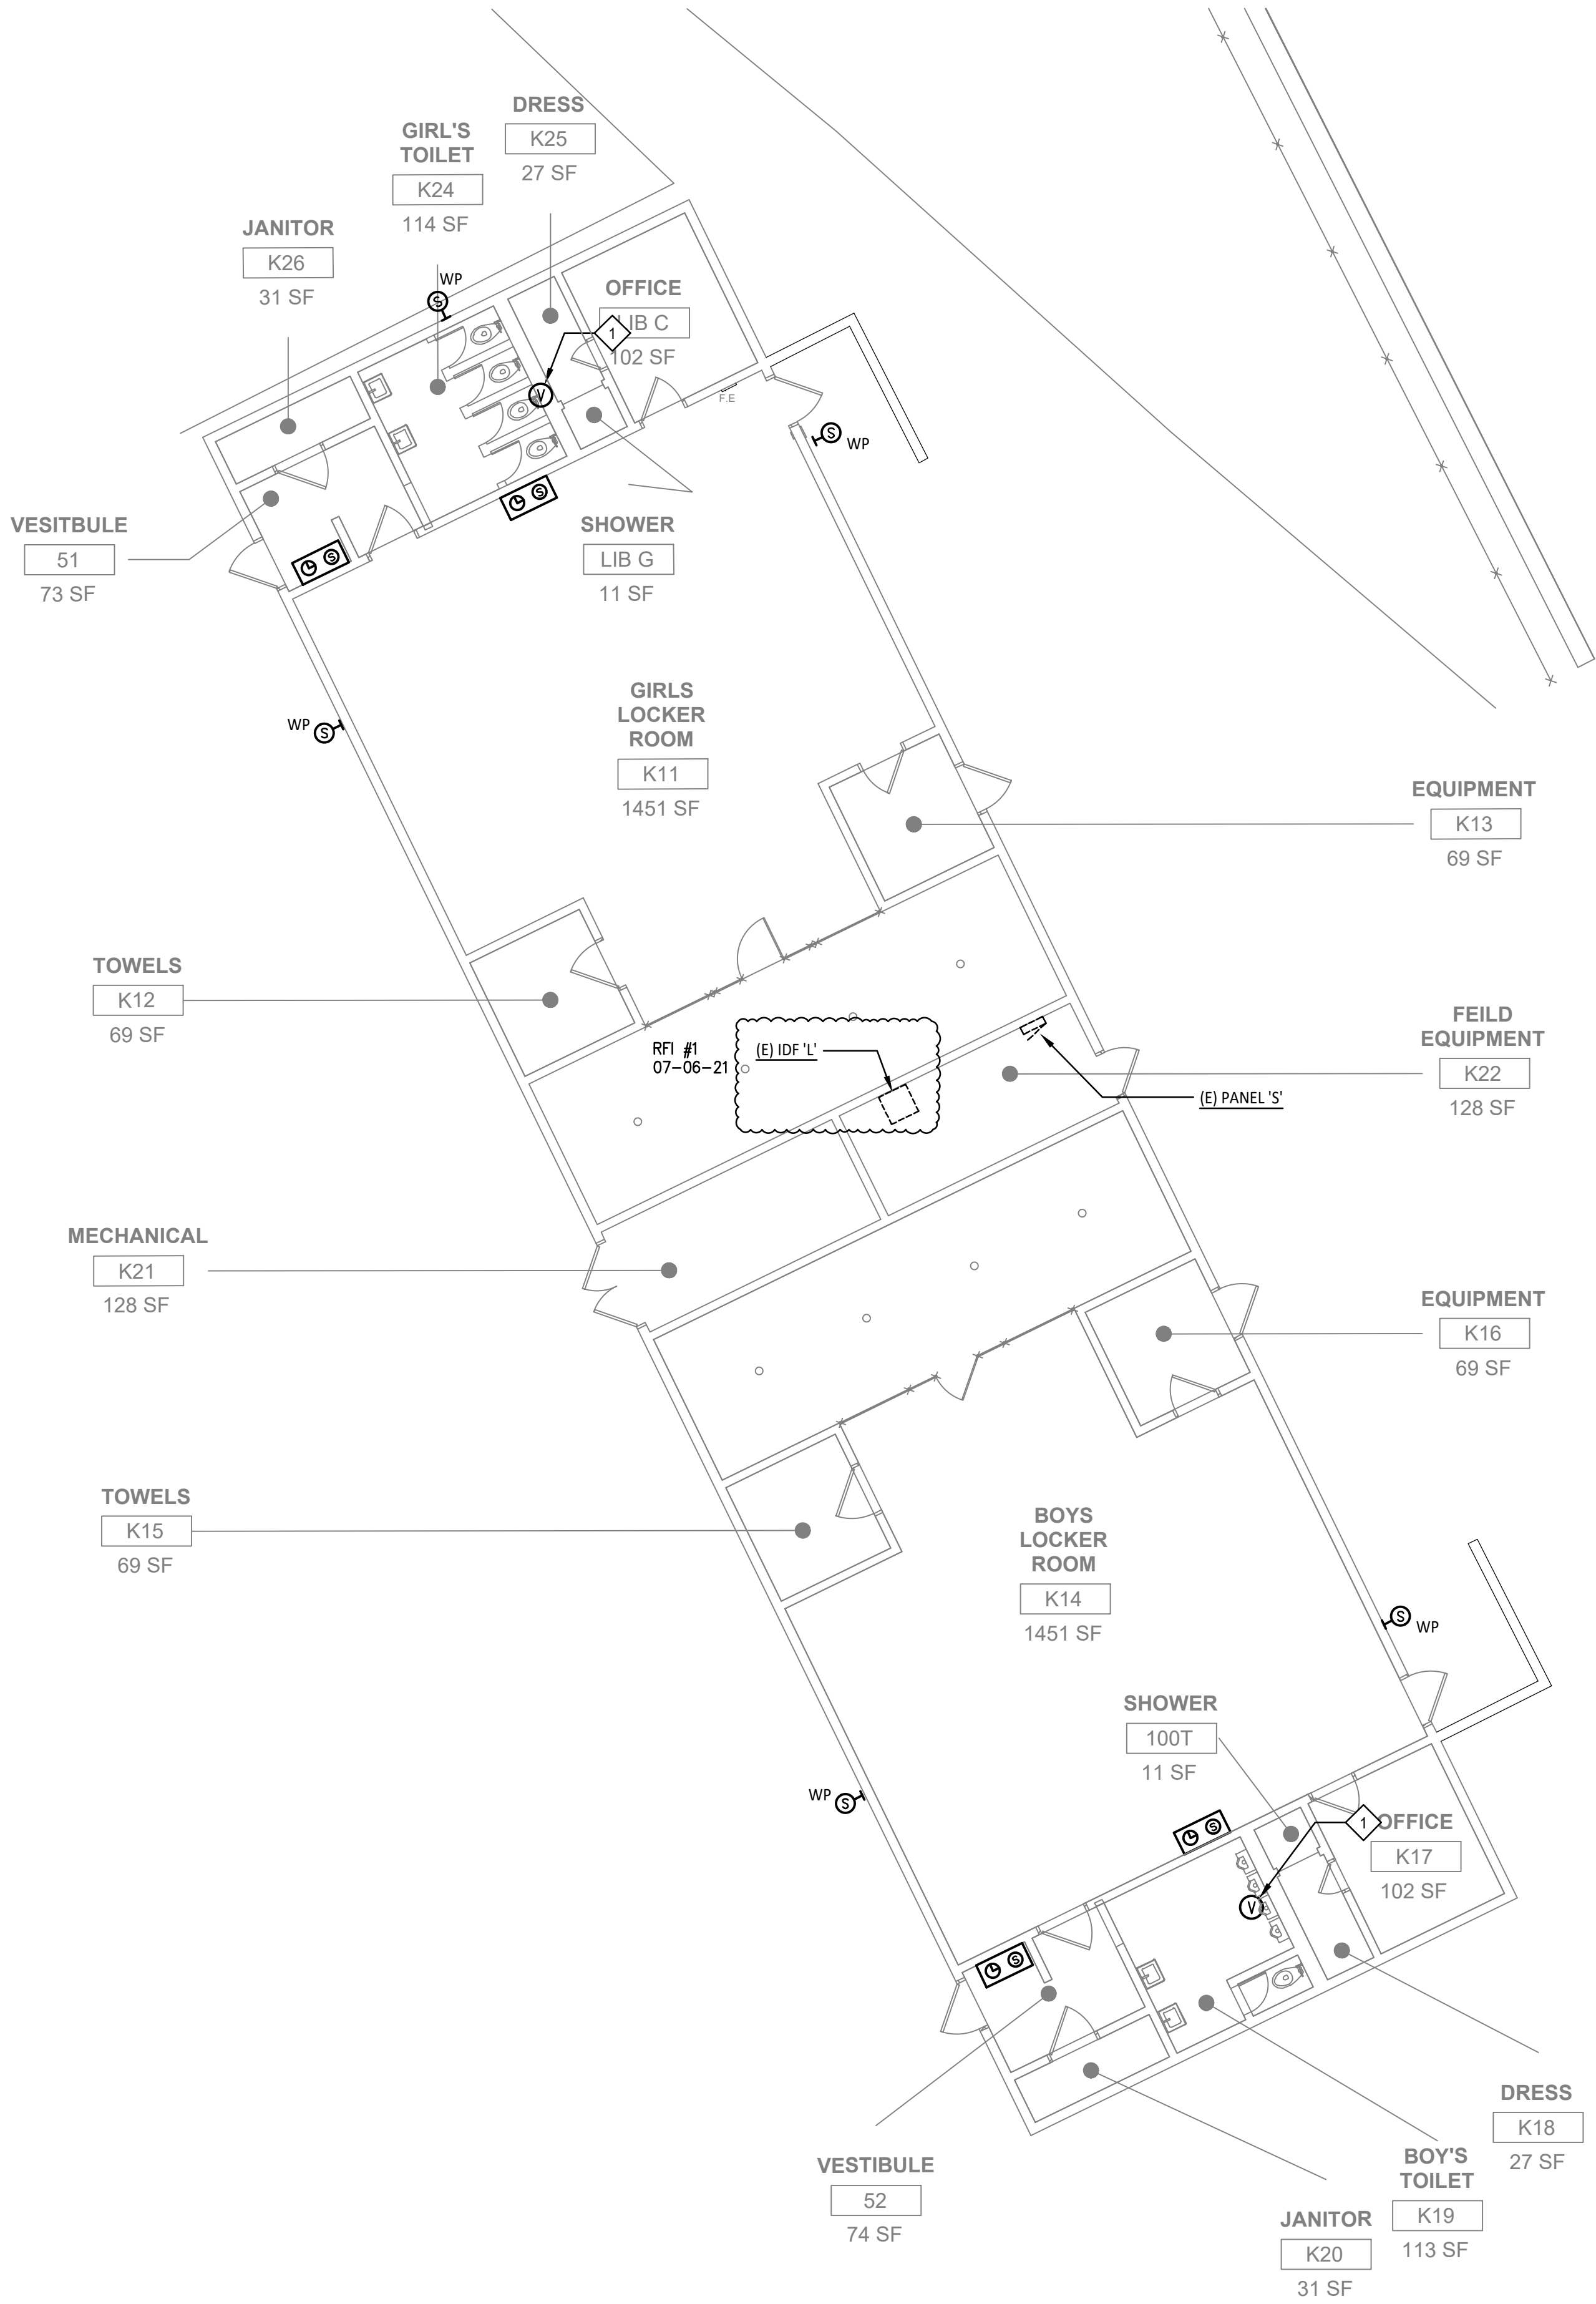 DRESS
K25
27 SF
GIRL'S
TOILET
K24
114 SF
JANITOR
K26
31 SF
WP
S
OFFICE
LIB C
102 SF
1
V
F.E
S
WP
S
S
VESITBULE
51
73 SF
SHOWER
LIB G
11 SF
GIRLS
LOCKER
ROOM
K11
1451 SF
WP
S
EQUIPMENT
K13
69 SF
TOWELS
K12
69 SF
FEILD
EQUIPMENT
K22
128 SF
RFI #1
07-06-21
(E) IDF 'L'
(E) PANEL 'S'
MECHANICAL
K21
128 SF
EQUIPMENT
K16
69 SF
TOWELS
K15
69 SF
BOYS
LOCKER
ROOM
K14
1451 SF
S
WP
SHOWER
100T
11 SF
WP
S
S
1
OFFICE
K17
102 SF
V
S
DRESS
K18
27 SF
BOY'S
TOILET
K19
113 SF
VESTIBULE
52
74 SF
JANITOR
K20
31 SF